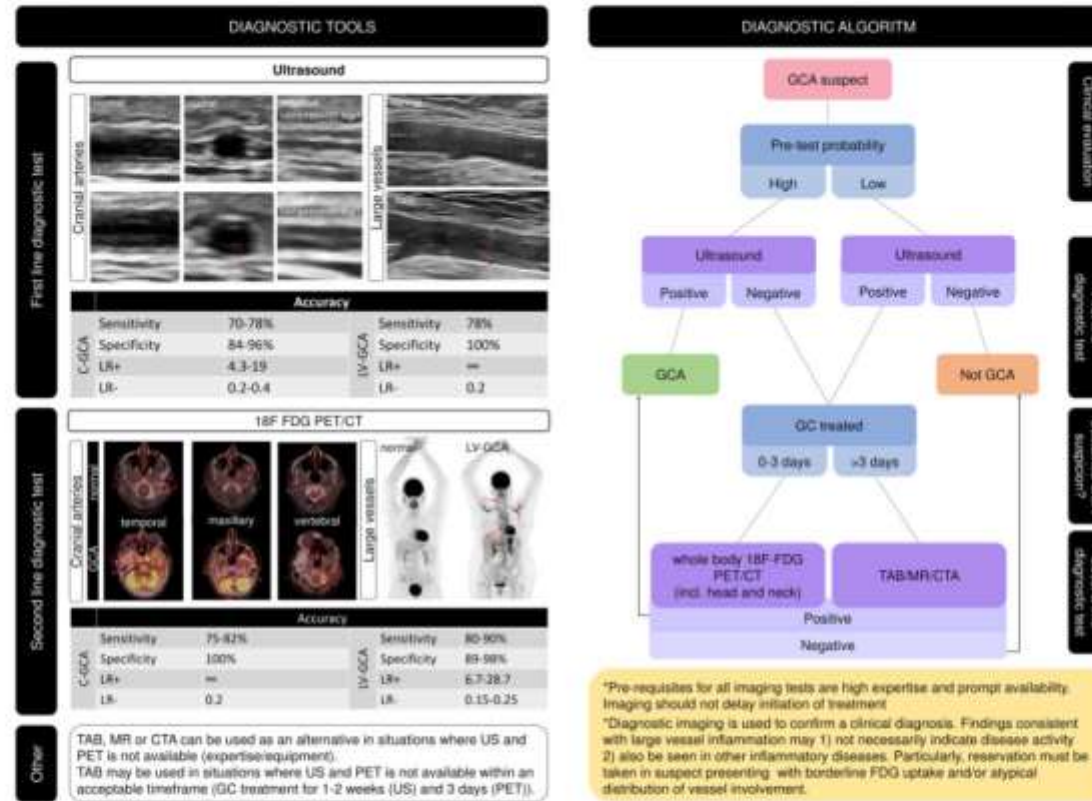 DIAGNOSTIC TOOLS
First line diagnostic test
Ultrasound
Cranial arteries
Large vessels
Accuracy
C-GCA
Sensitivity 70-78%
Specificity 84-96%
LR+ 4.3-19
LR- 0.2-0.4
LV-GCA
Sensitivity 78%
Specificity 100%
LR+ ∞
LR- 0.2
Second line diagnostic test
18F FDG PET/CT
Cranial arteries
normal
GCA
temporal maxillary vertebral
Large vessels
normal LV-GCA
Accuracy
C-GCA
Sensitivity 75-82%
Specificity 100%
LR+ ∞
LR- 0.2
LV-GCA
Sensitivity 80-90%
Specificity 89-98%
LR+ 6.7-28.7
LR- 0.15-0.25
Other
TAB, MR or CTA can be used as an alternative in situations where US and
PET is not available (expertise/equipment).
TAB may be used in situations where US and PET is not available within an
acceptable timeframe (GC treatment for 1-2 weeks (US) and 3 days (PET)).
DIAGNOSTIC ALGORITM
GCA suspect
Pre-test probability
High Low
Ultrasound Ultrasound
Positive Negative Positive Negative
GCA Not GCA
GC treated
0-3 days >3 days
whole body 18F-FDG
PET/CT
(incl. head and neck)
TAB/MR/CTA
Positive
Negative
Clinical evaluation
diagnostic test
suspicion?
diagnostic test
*Pre-requisites for all imaging tests are high expertise and prompt availability.
Imaging should not delay initiation of treatment
*Diagnostic imaging is used to confirm a clinical diagnosis. Findings consistent
with large vessel inflammation may 1) not necessarily indicate disease activity
2) also be seen in other inflammatory diseases. Particularly, reservation must be
taken in suspect presenting with borderline FDG uptake and/or atypical
distribution of vessel involvement.